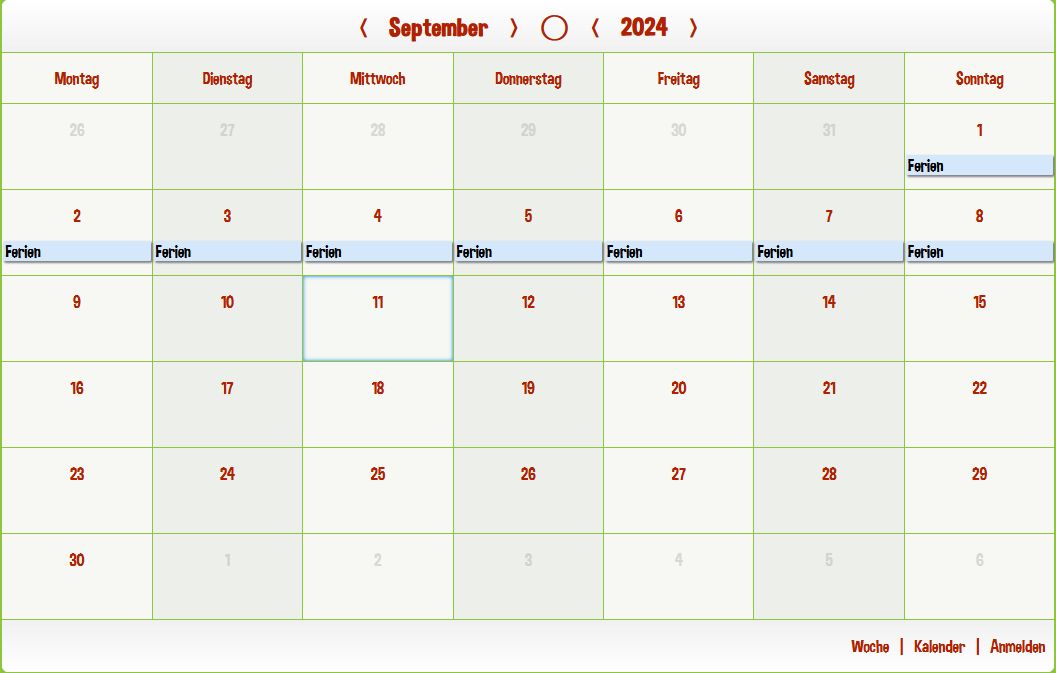 September 2024
Montag Dienstag Mittwoch Donnerstag Freitag Samstag Sonntag
26 27 28 29 30 31 1
Ferien
2 3 4 5 6 7 8
Ferien Ferien Ferien Ferien Ferien Ferien Ferien
9 10 11 12 13 14 15
16 17 18 19 20 21 22
23 24 25 26 27 28 29
30 1 2 3 4 5 6
Woche | Kalender | Anmelden